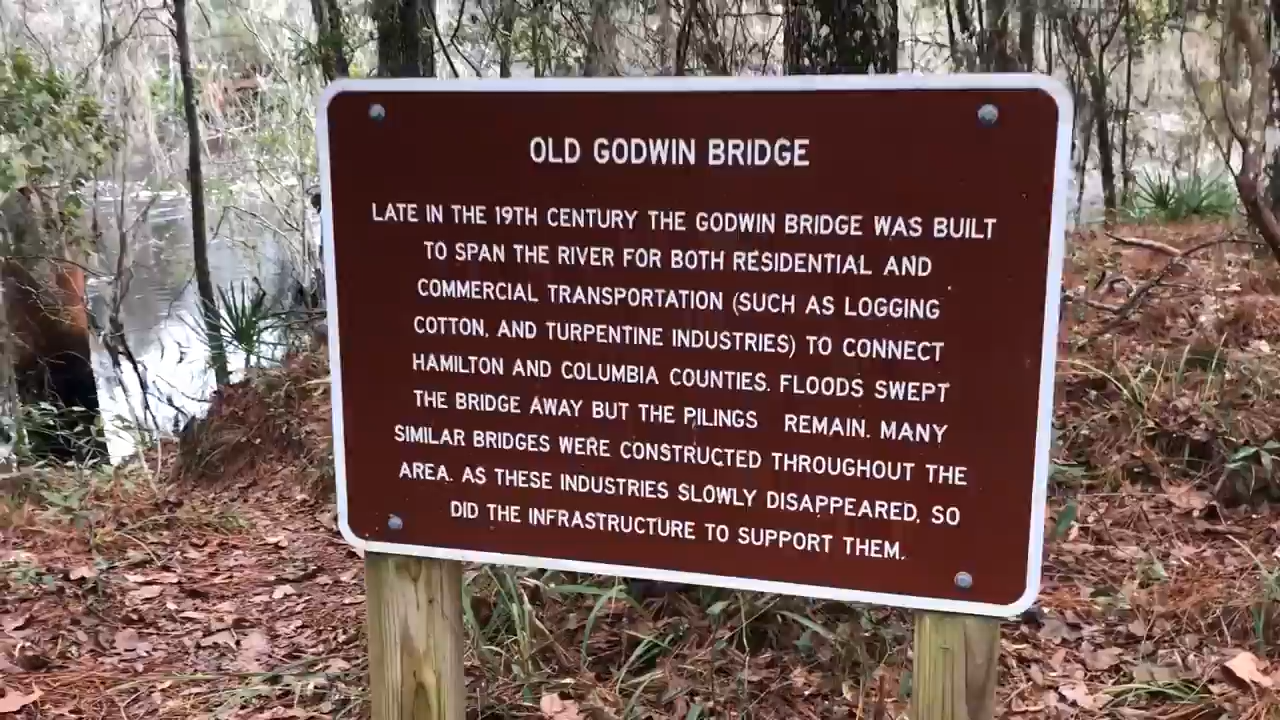 OLD GODWIN BRIDGE
LATE IN THE 19TH CENTURY THE GODWIN BRIDGE WAS BUILT
TO SPAN THE RIVER FOR BOTH RESIDENTIAL AND
COMMERCIAL TRANSPORTATION (SUCH AS LOGGING
COTTON, AND TURPENTINE INDUSTRIES) TO CONNECT
HAMILTON AND COLUMBIA COUNTIES. FLOODS SWEPT
THE BRIDGE AWAY BUT THE PILINGS REMAIN. MANY
SIMILAR BRIDGES WERE CONSTRUCTED THROUGHOUT THE
AREA. AS THESE INDUSTRIES SLOWLY DISAPPEARED, SO
DID THE INFRASTRUCTURE TO SUPPORT THEM.